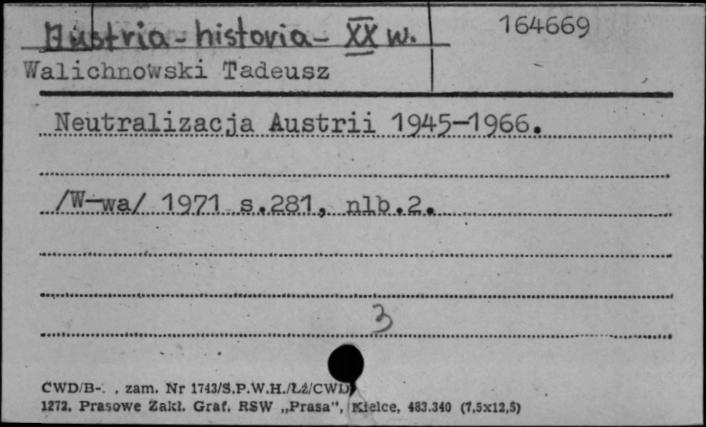 Austria - historia - XX w.
164669
Walichnowski Tadeusz
Neutralizacja Austrii 1945-1966.
/W-wa/ 1971 s.281, nlb.2.
3
CWD/B-. , zam. Nr 1743/S.P.W.H./Łź/CWD
1272. Prasowe Zakł. Graf. RSW „Prasa", Kielce, 483.340 (7,5x12,5)